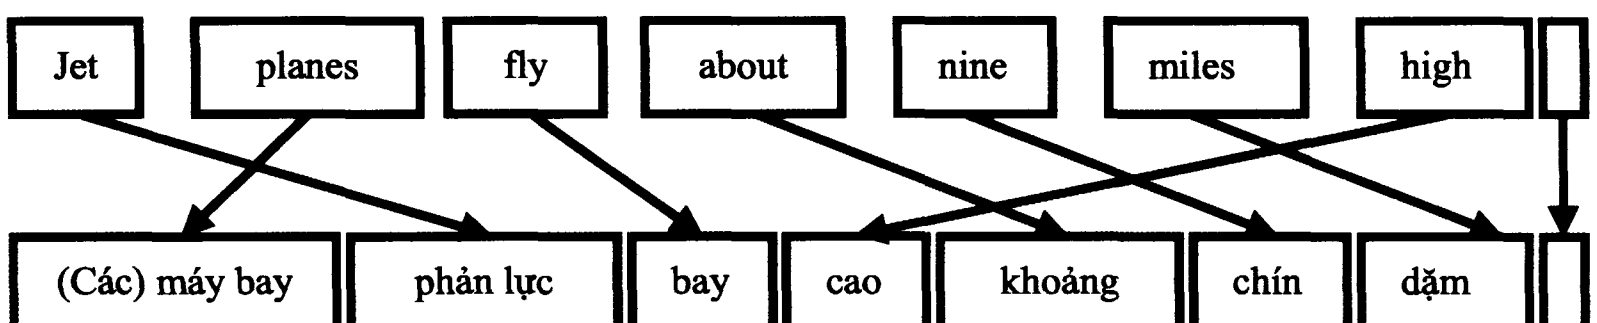 Jet planes fly about nine miles high
(Các) máy bay phản lực bay cao khoảng chín dặm